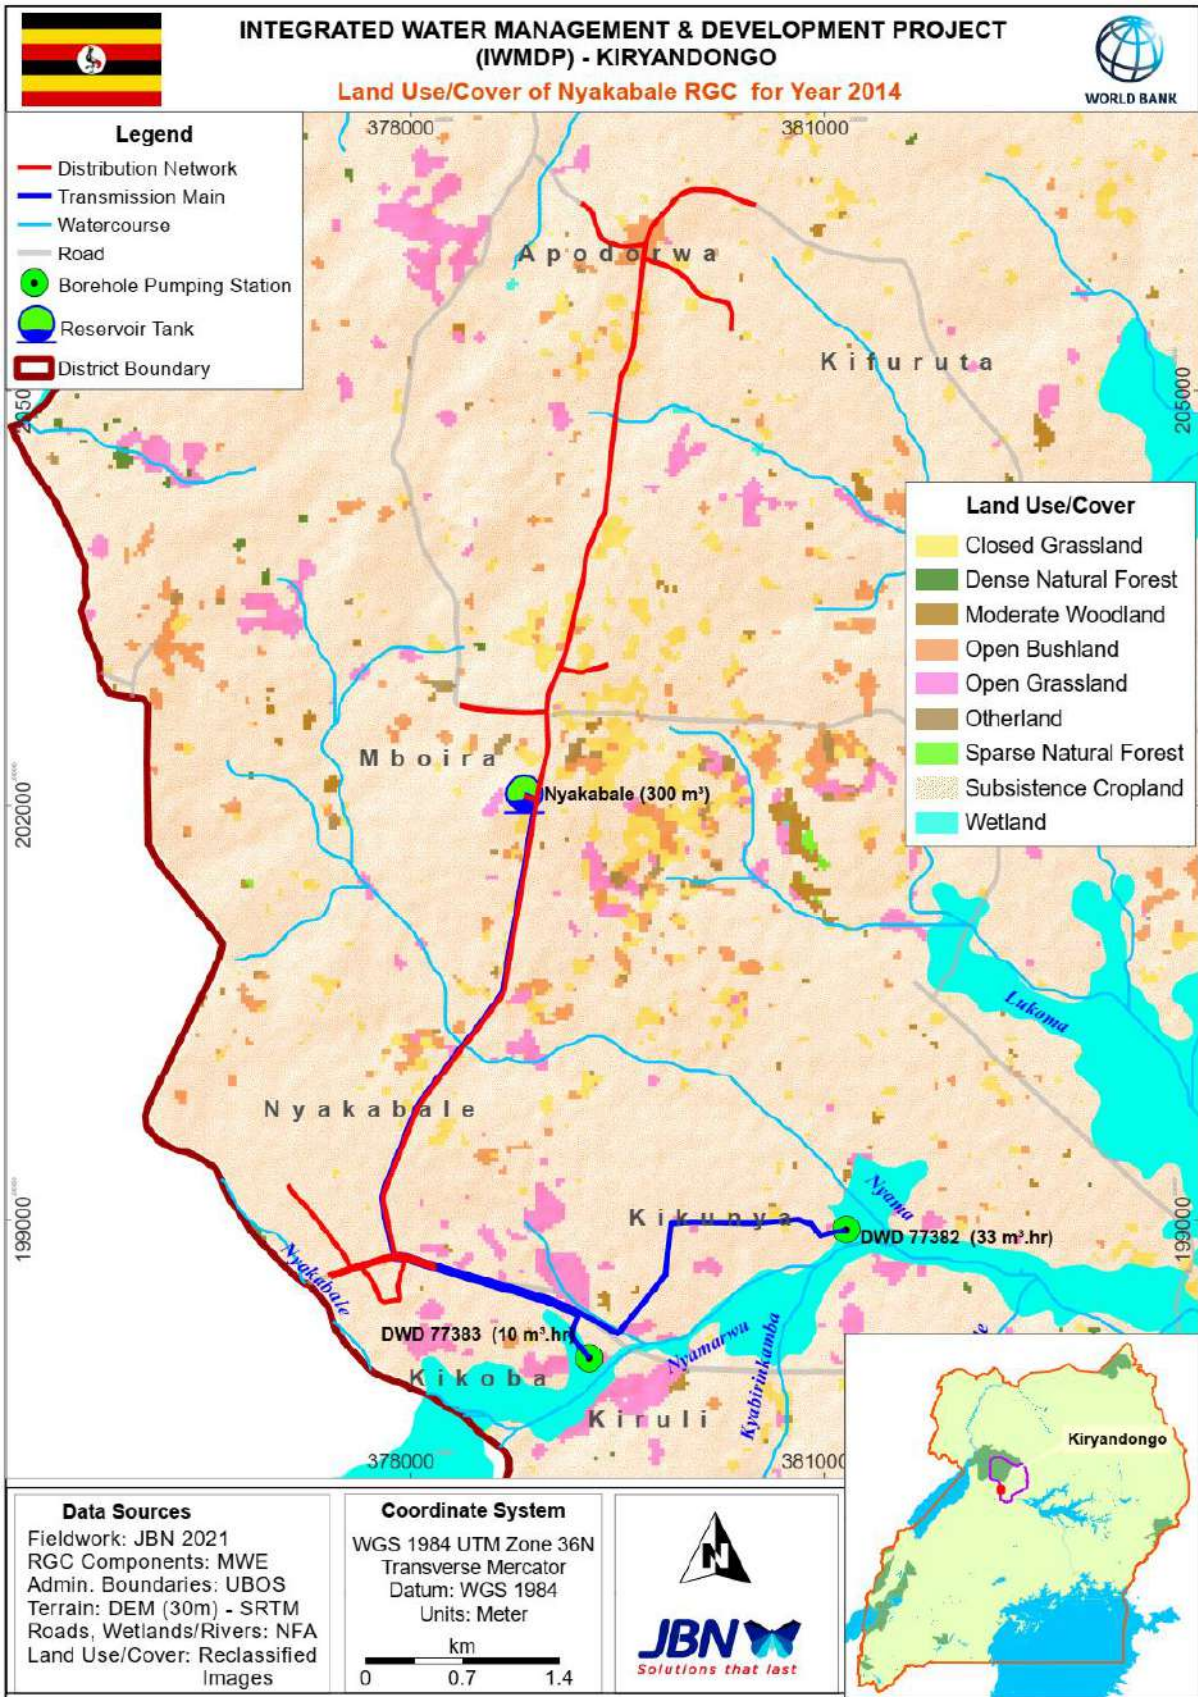 INTEGRATED WATER MANAGEMENT & DEVELOPMENT PROJECT
(IWMDP) - KIRYANDONGO
Land Use/Cover of Nyakabale RGC for Year 2014
WORLD BANK
Legend
Distribution Network
Transmission Main
Watercourse
Road
Borehole Pumping Station
Reservoir Tank
District Boundary
378000
381000
Apodorwa
Kifuruta
205000
Land Use/Cover
Closed Grassland
Dense Natural Forest
Moderate Woodland
Open Bushland
Open Grassland
Otherland
Sparse Natural Forest
Subsistence Cropland
Wetland
Mboira
Nyakabale (300 m³)
202000
Lukoma
Nyakabale
199000
199000
Nyama
Kikunya
DWD 77382 (33 m³.hr)
Nyakabale
DWD 77383 (10 m³.hr
Nyamarwa
Kyabirinkamba
Kikoba
Kiruli
378000
381000
Kiryandongo
Data Sources
Fieldwork: JBN 2021
RGC Components: MWE
Admin. Boundaries: UBOS
Terrain: DEM (30m) - SRTM
Roads, Wetlands/Rivers: NFA
Land Use/Cover: Reclassified
Images
Coordinate System
WGS 1984 UTM Zone 36N
Transverse Mercator
Datum: WGS 1984
Units: Meter
km
0 0.7 1.4
N
JBN
Solutions that last